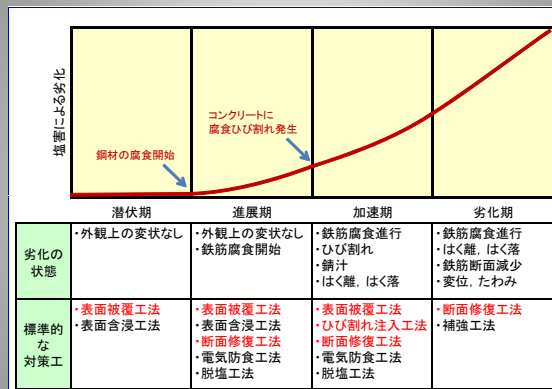 塩害による劣化
コンクリートに
腐食ひび割れ発生
鋼材の腐食開始
潜伏期
進展期
加速期
劣化期
劣化の
状態
・外観上の変状なし
・外観上の変状なし
・鉄筋腐食開始
・鉄筋腐食進行
・ひび割れ
・錆汁
・はく離, はく落
・鉄筋腐食進行
・はく離, はく落
・鉄筋断面減少
・変位, たわみ
標準的
な
対策工
・表面被覆工法
・表面含浸工法
・表面被覆工法
・表面含浸工法
・断面修復工法
・電気防食工法
・脱塩工法
・表面被覆工法
・ひび割れ注入工法
・断面修復工法
・電気防食工法
・脱塩工法
・断面修復工法
・補強工法